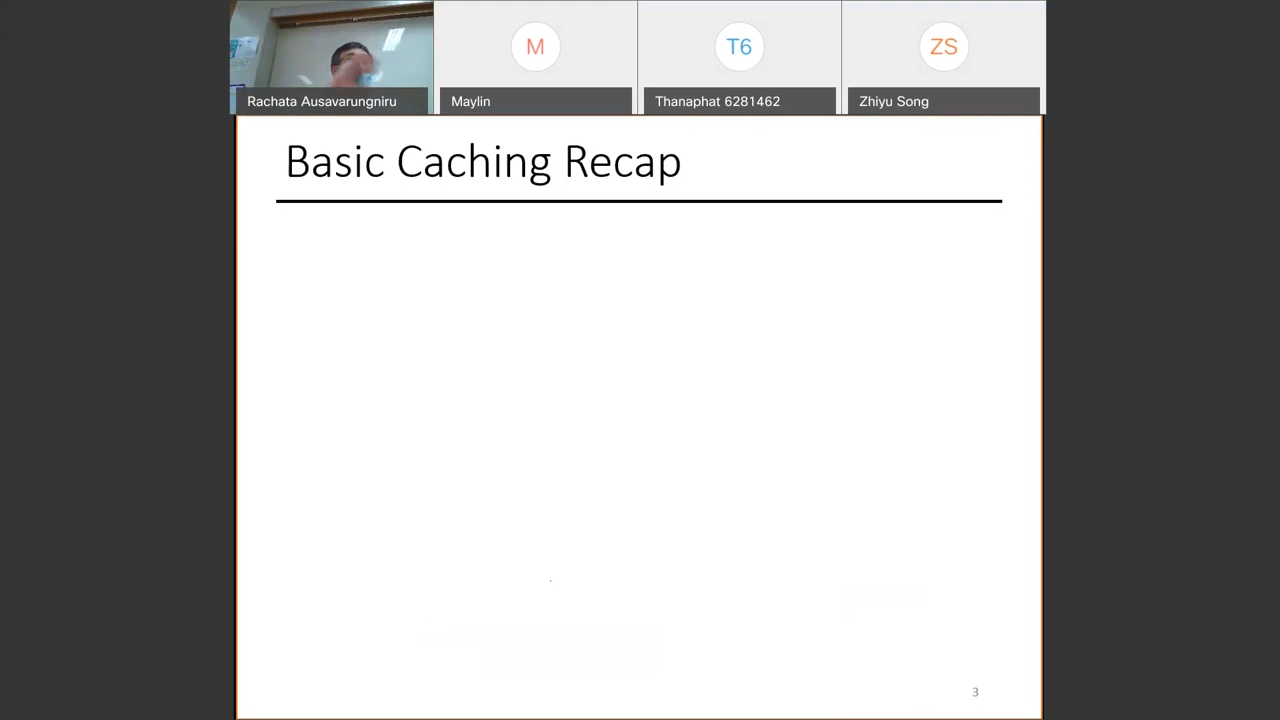 M
T6
ZS
Rachata Ausavarungniru
Maylin
Thanaphat 6281462
Zhiyu Song
Basic Caching Recap
3